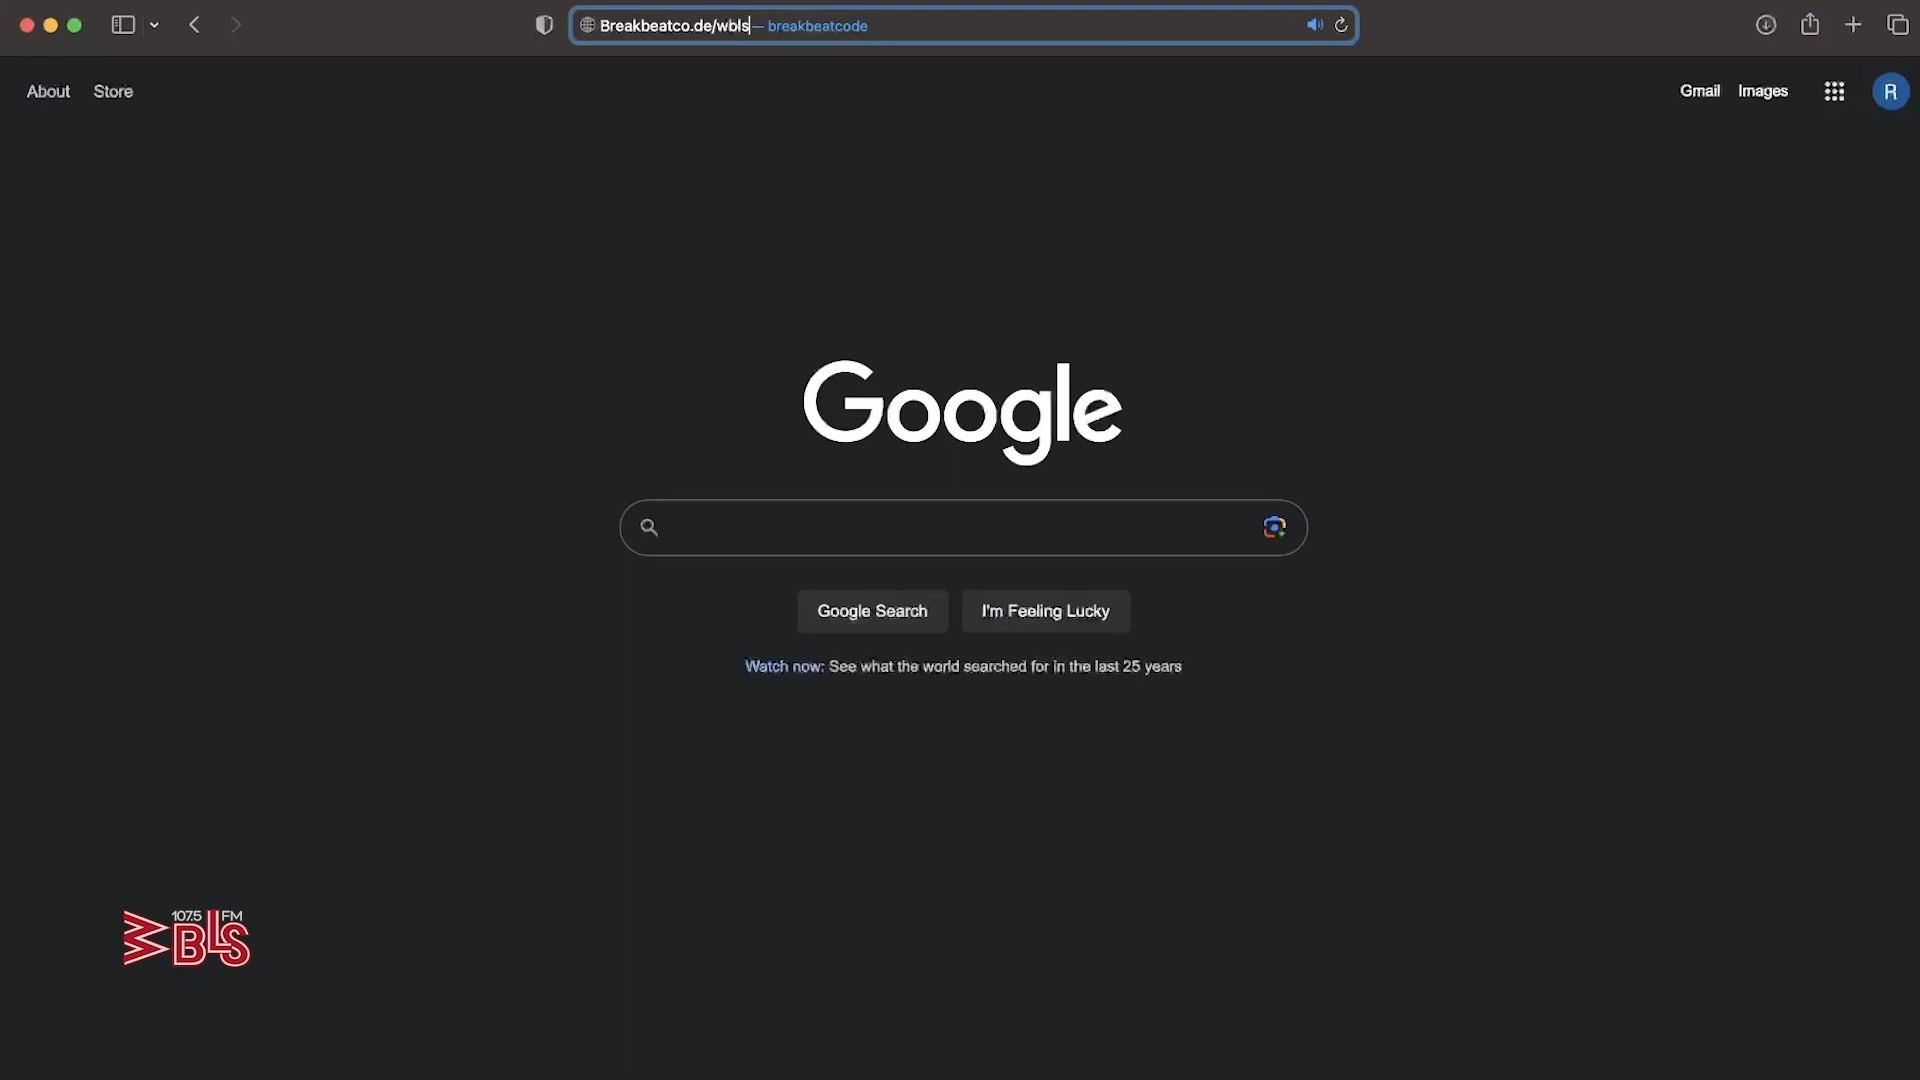 Breakbeatco.de/wbls — breakbeatcode
About Store
Gmail Images
R
Google
Google Search I'm Feeling Lucky
Watch now: See what the world searched for in the last 25 years
107.5 FM
WBLS